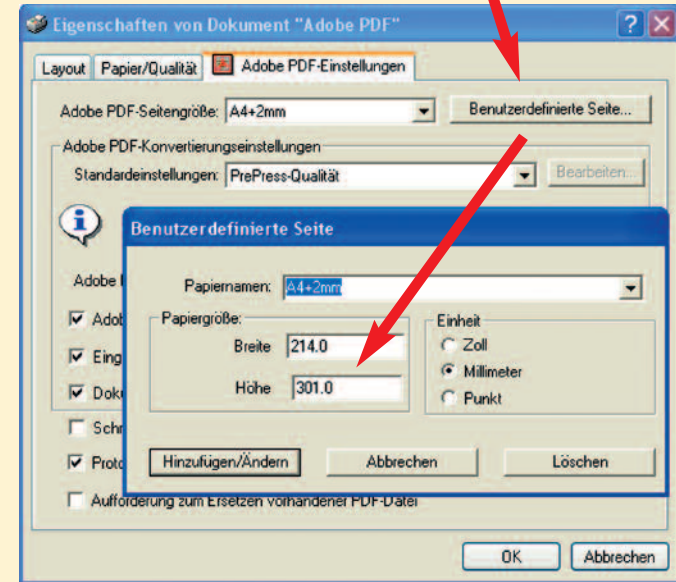 Eigenschaften von Dokument "Adobe PDF"
Layout Papier/Qualität Adobe PDF-Einstellungen
Adobe PDF-Seitengröße: A4+2mm Benutzerdefinierte Seite...
Adobe PDF-Konvertierungseinstellungen
Standardeinstellungen: PrePress-Qualität Bearbeiten...
Benutzerdefinierte Seite
Adobe
Papiernamen: A4+2mm
Papiergröße: Einheit
Breite 214.0 Zoll
Millimeter
Höhe 301.0 Punkt
Hinzufügen/Ändern Abbrechen Löschen
Aufforderung zum Ersetzen vorhandener PDF-Datei
OK Abbrechen